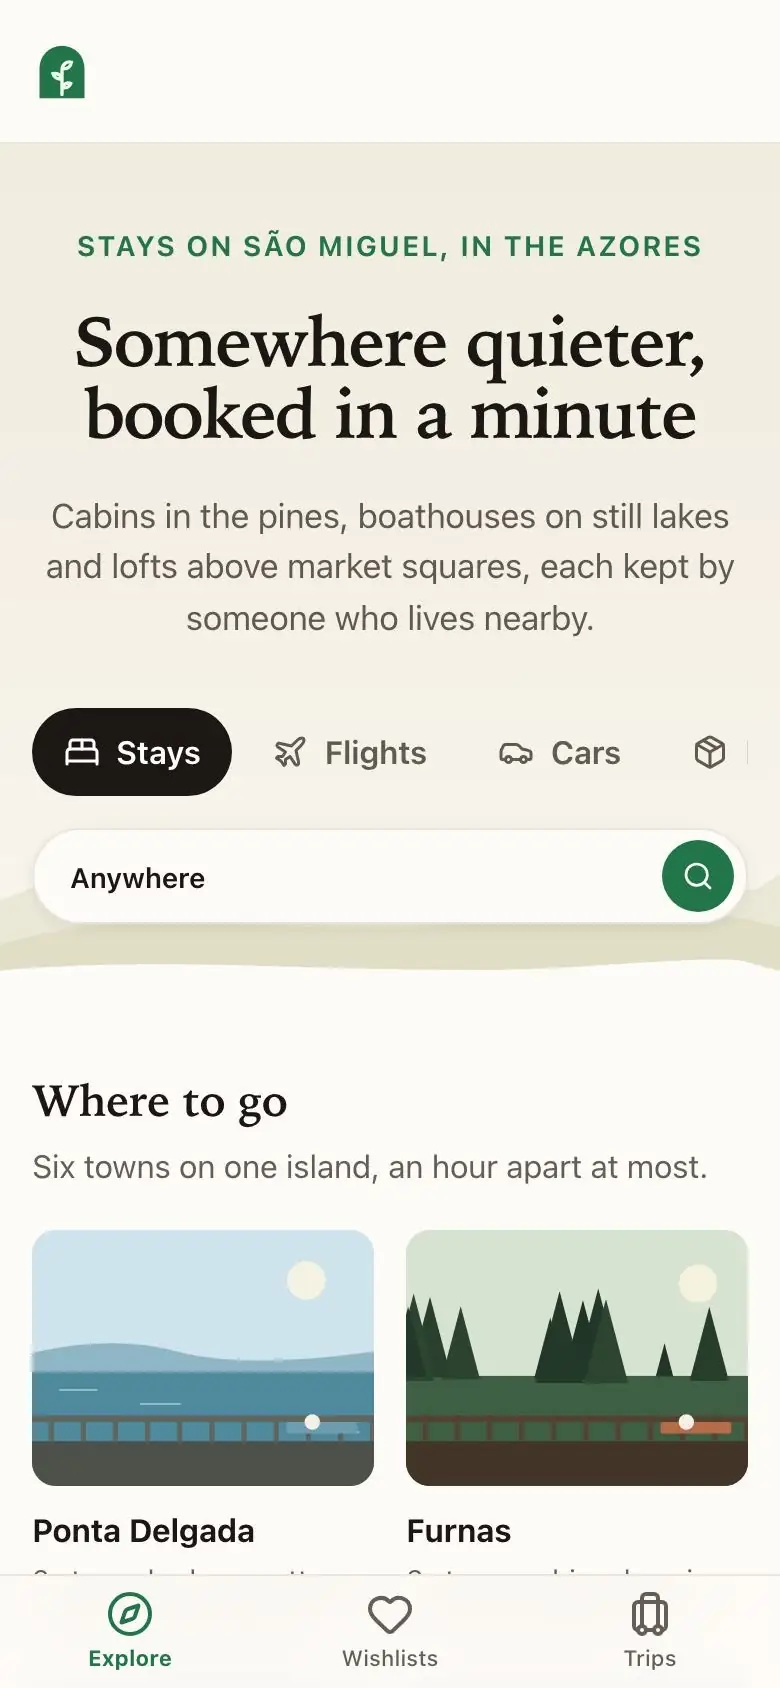 STAYS ON SÃO MIGUEL, IN THE AZORES
Somewhere quieter,
booked in a minute
Cabins in the pines, boathouses on still lakes
and lofts above market squares, each kept by
someone who lives nearby.
Stays
Flights
Cars
Anywhere
Where to go
Six towns on one island, an hour apart at most.
Ponta Delgada
Furnas
Explore
Wishlists
Trips